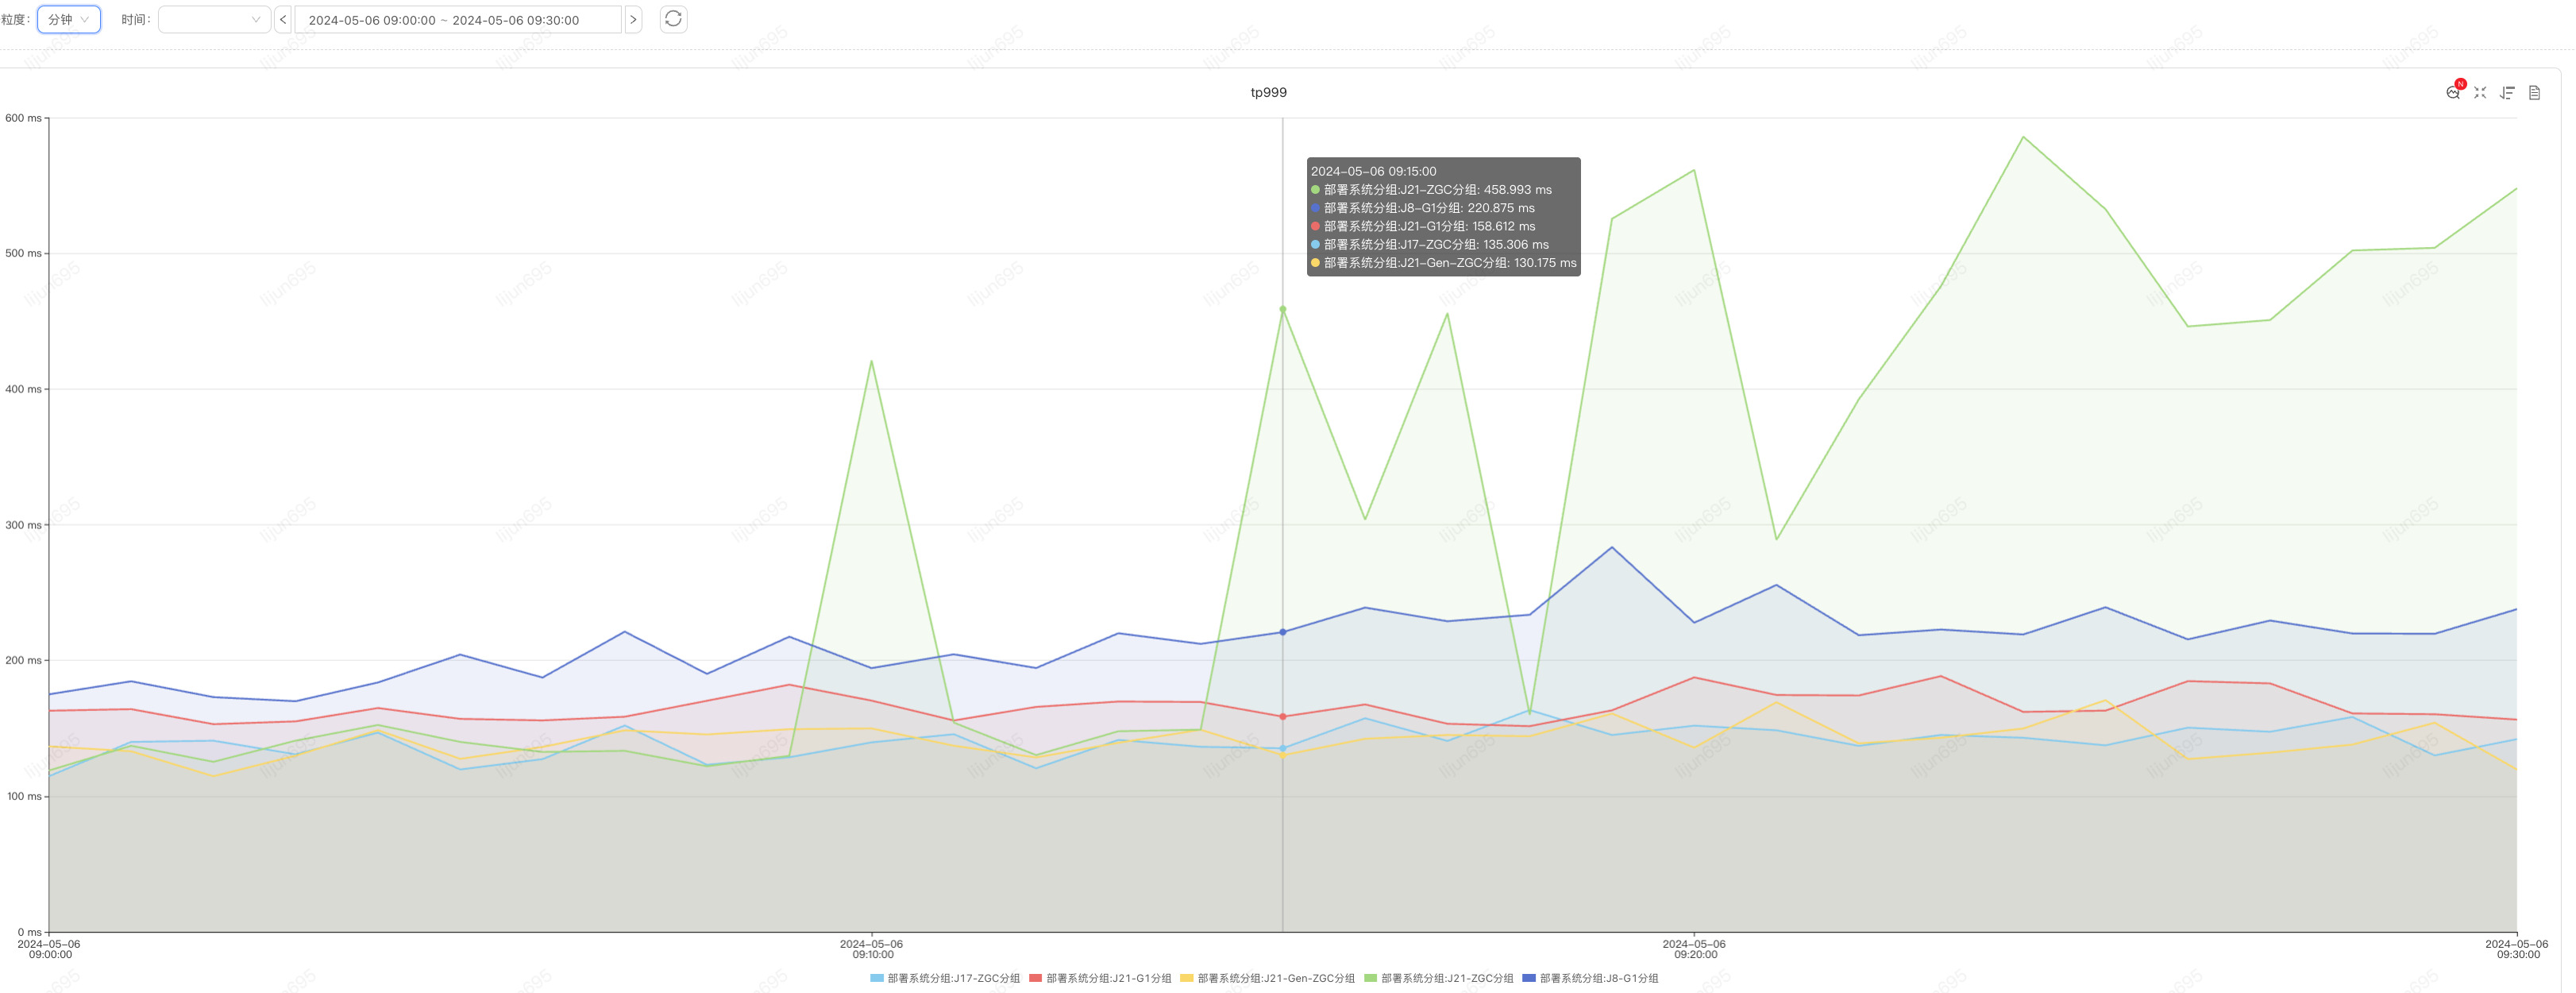 粒度: 分钟 时间: 2024-05-06 09:00:00 ~ 2024-05-06 09:30:00
tp999
N
600 ms
2024-05-06 09:15:00
部署系统分组:J21-ZGC分组: 458.993 ms
部署系统分组:J8-G1分组: 220.875 ms
部署系统分组:J21-G1分组: 158.612 ms
部署系统分组:J17-ZGC分组: 135.306 ms
部署系统分组:J21-Gen-ZGC分组: 130.175 ms
500 ms
400 ms
300 ms
200 ms
100 ms
0 ms
2024-05-06
09:00:00
2024-05-06
09:10:00
2024-05-06
09:20:00
2024-05-06
09:30:00
部署系统分组:J17-ZGC分组 部署系统分组:J21-G1分组 部署系统分组:J21-Gen-ZGC分组 部署系统分组:J21-ZGC分组 部署系统分组:J8-G1分组